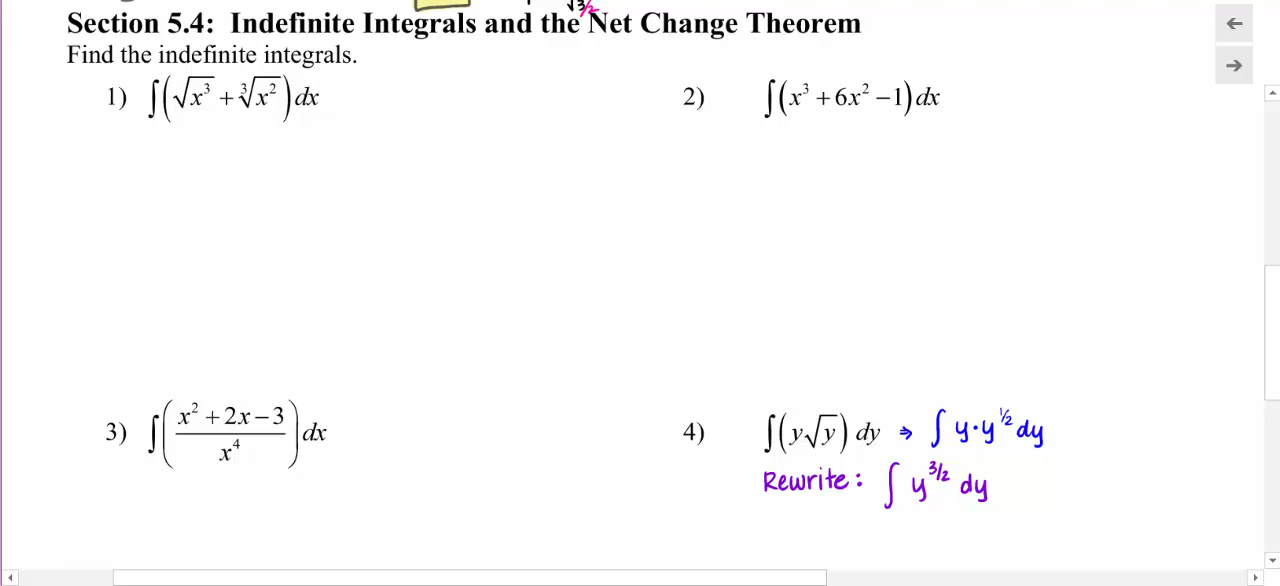 √3/2
Section 5.4: Indefinite Integrals and the Net Change Theorem
Find the indefinite integrals.
1) ∫(√x³ + ∛x²)dx
2) ∫(x³ + 6x² − 1)dx
3) ∫((x² + 2x − 3)/x⁴)dx
4) ∫(y√y) dy ⇒ ∫ y·y^½ dy
Rewrite: ∫ y^3/2 dy